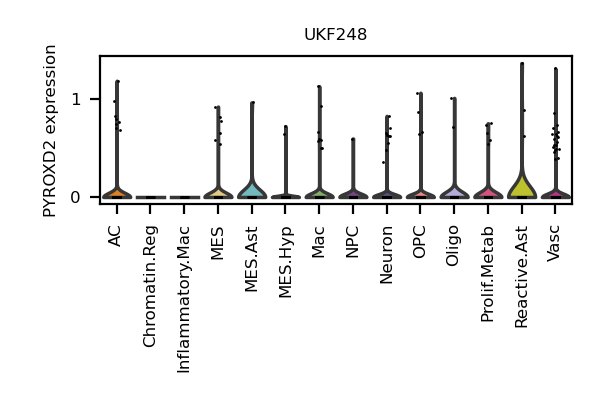 UKF248
PYROXD2 expression
1
0
AC
Chromatin.Reg
Inflammatory.Mac
MES
MES.Ast
MES.Hyp
Mac
NPC
Neuron
OPC
Oligo
Prolif.Metab
Reactive.Ast
Vasc